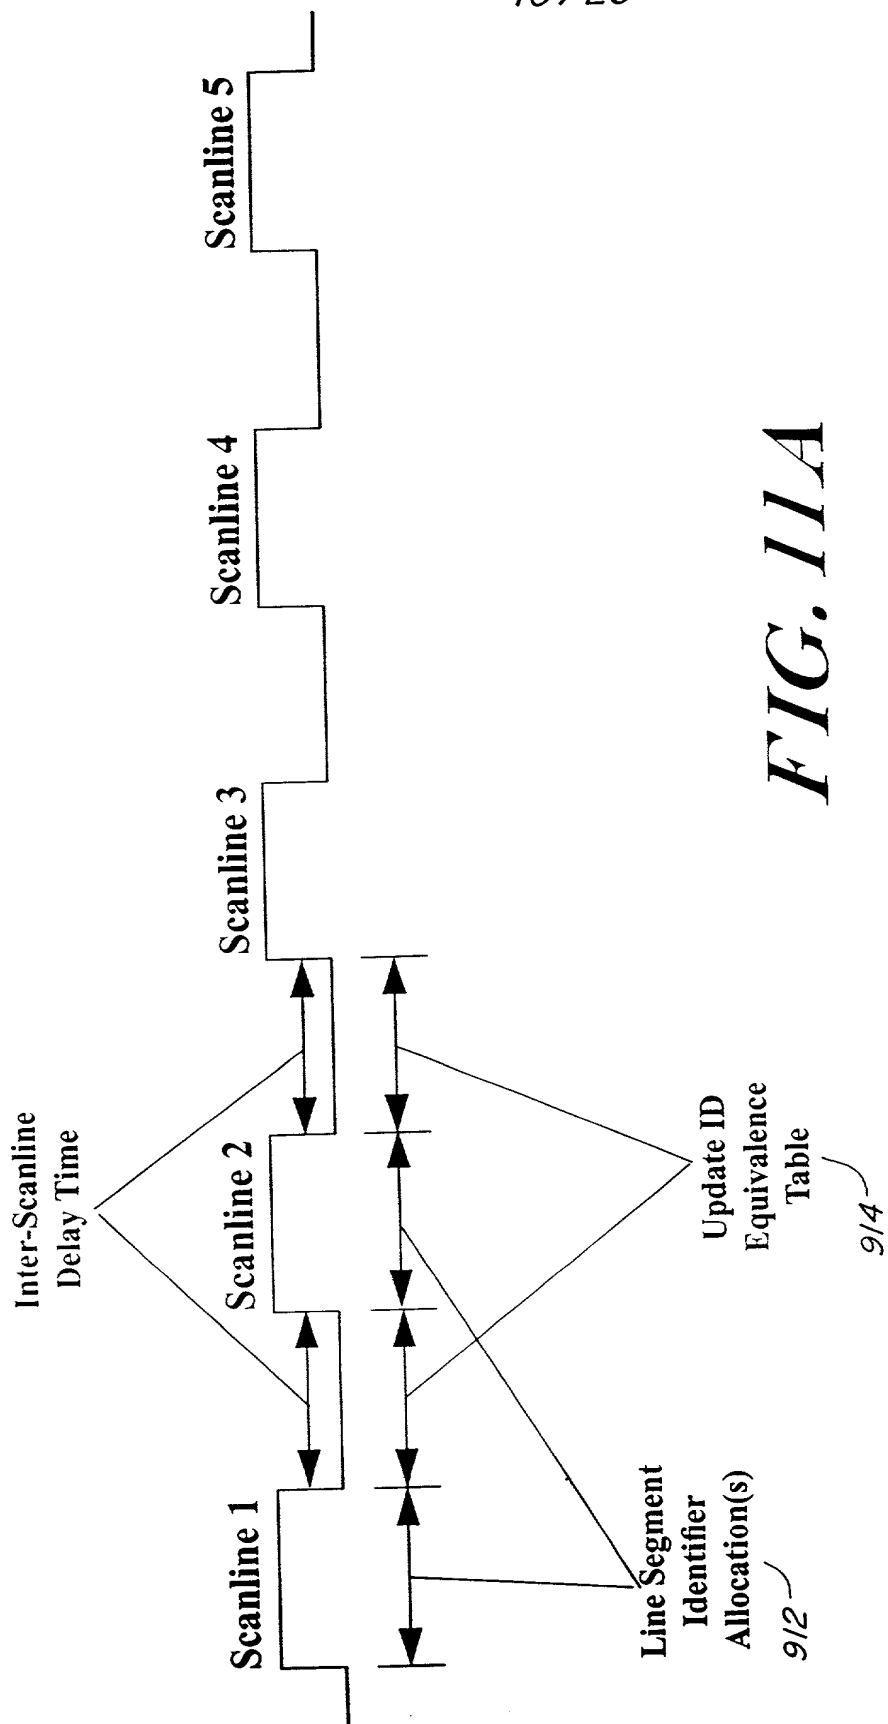 Inter-Scanline
Delay Time
Scanline 1
Scanline 2
Scanline 3
Scanline 4
Scanline 5
Line Segment
Identifier
Allocation(s)
912
Update ID
Equivalence
Table
914
FIG. 11A